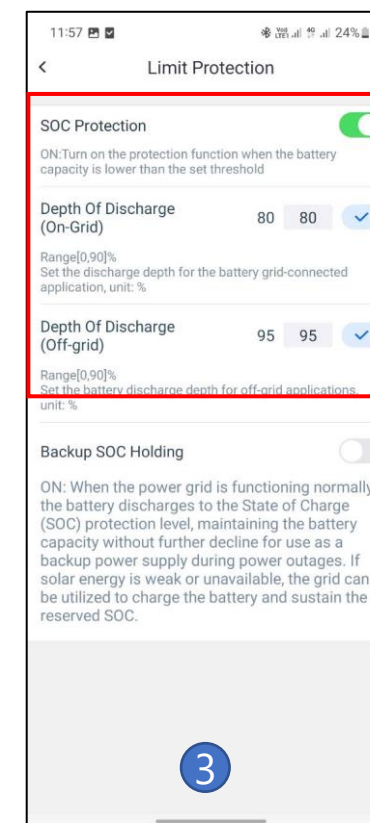 11:57
24%
Limit Protection
SOC Protection
ON:Turn on the protection function when the battery
capacity is lower than the set
threshold
Depth Of Discharge
(On-Grid)
80 80
Range[0,90]%
Set the discharge depth for the battery grid-connected
application, unit: %
Depth Of Discharge
(Off-grid)
95 95
Range[0,90]%
Set the battery discharge depth for off-grid applications,
unit: %
Backup SOC Holding
ON: When the power grid is functioning normally
the battery discharges to the State of Charge
(SOC) protection level, maintaining the battery
capacity without further decline for use as a
backup power supply during power outages. If
solar energy is weak or unavailable, the grid can
be utilized to charge the battery and sustain the
reserved SOC.
3